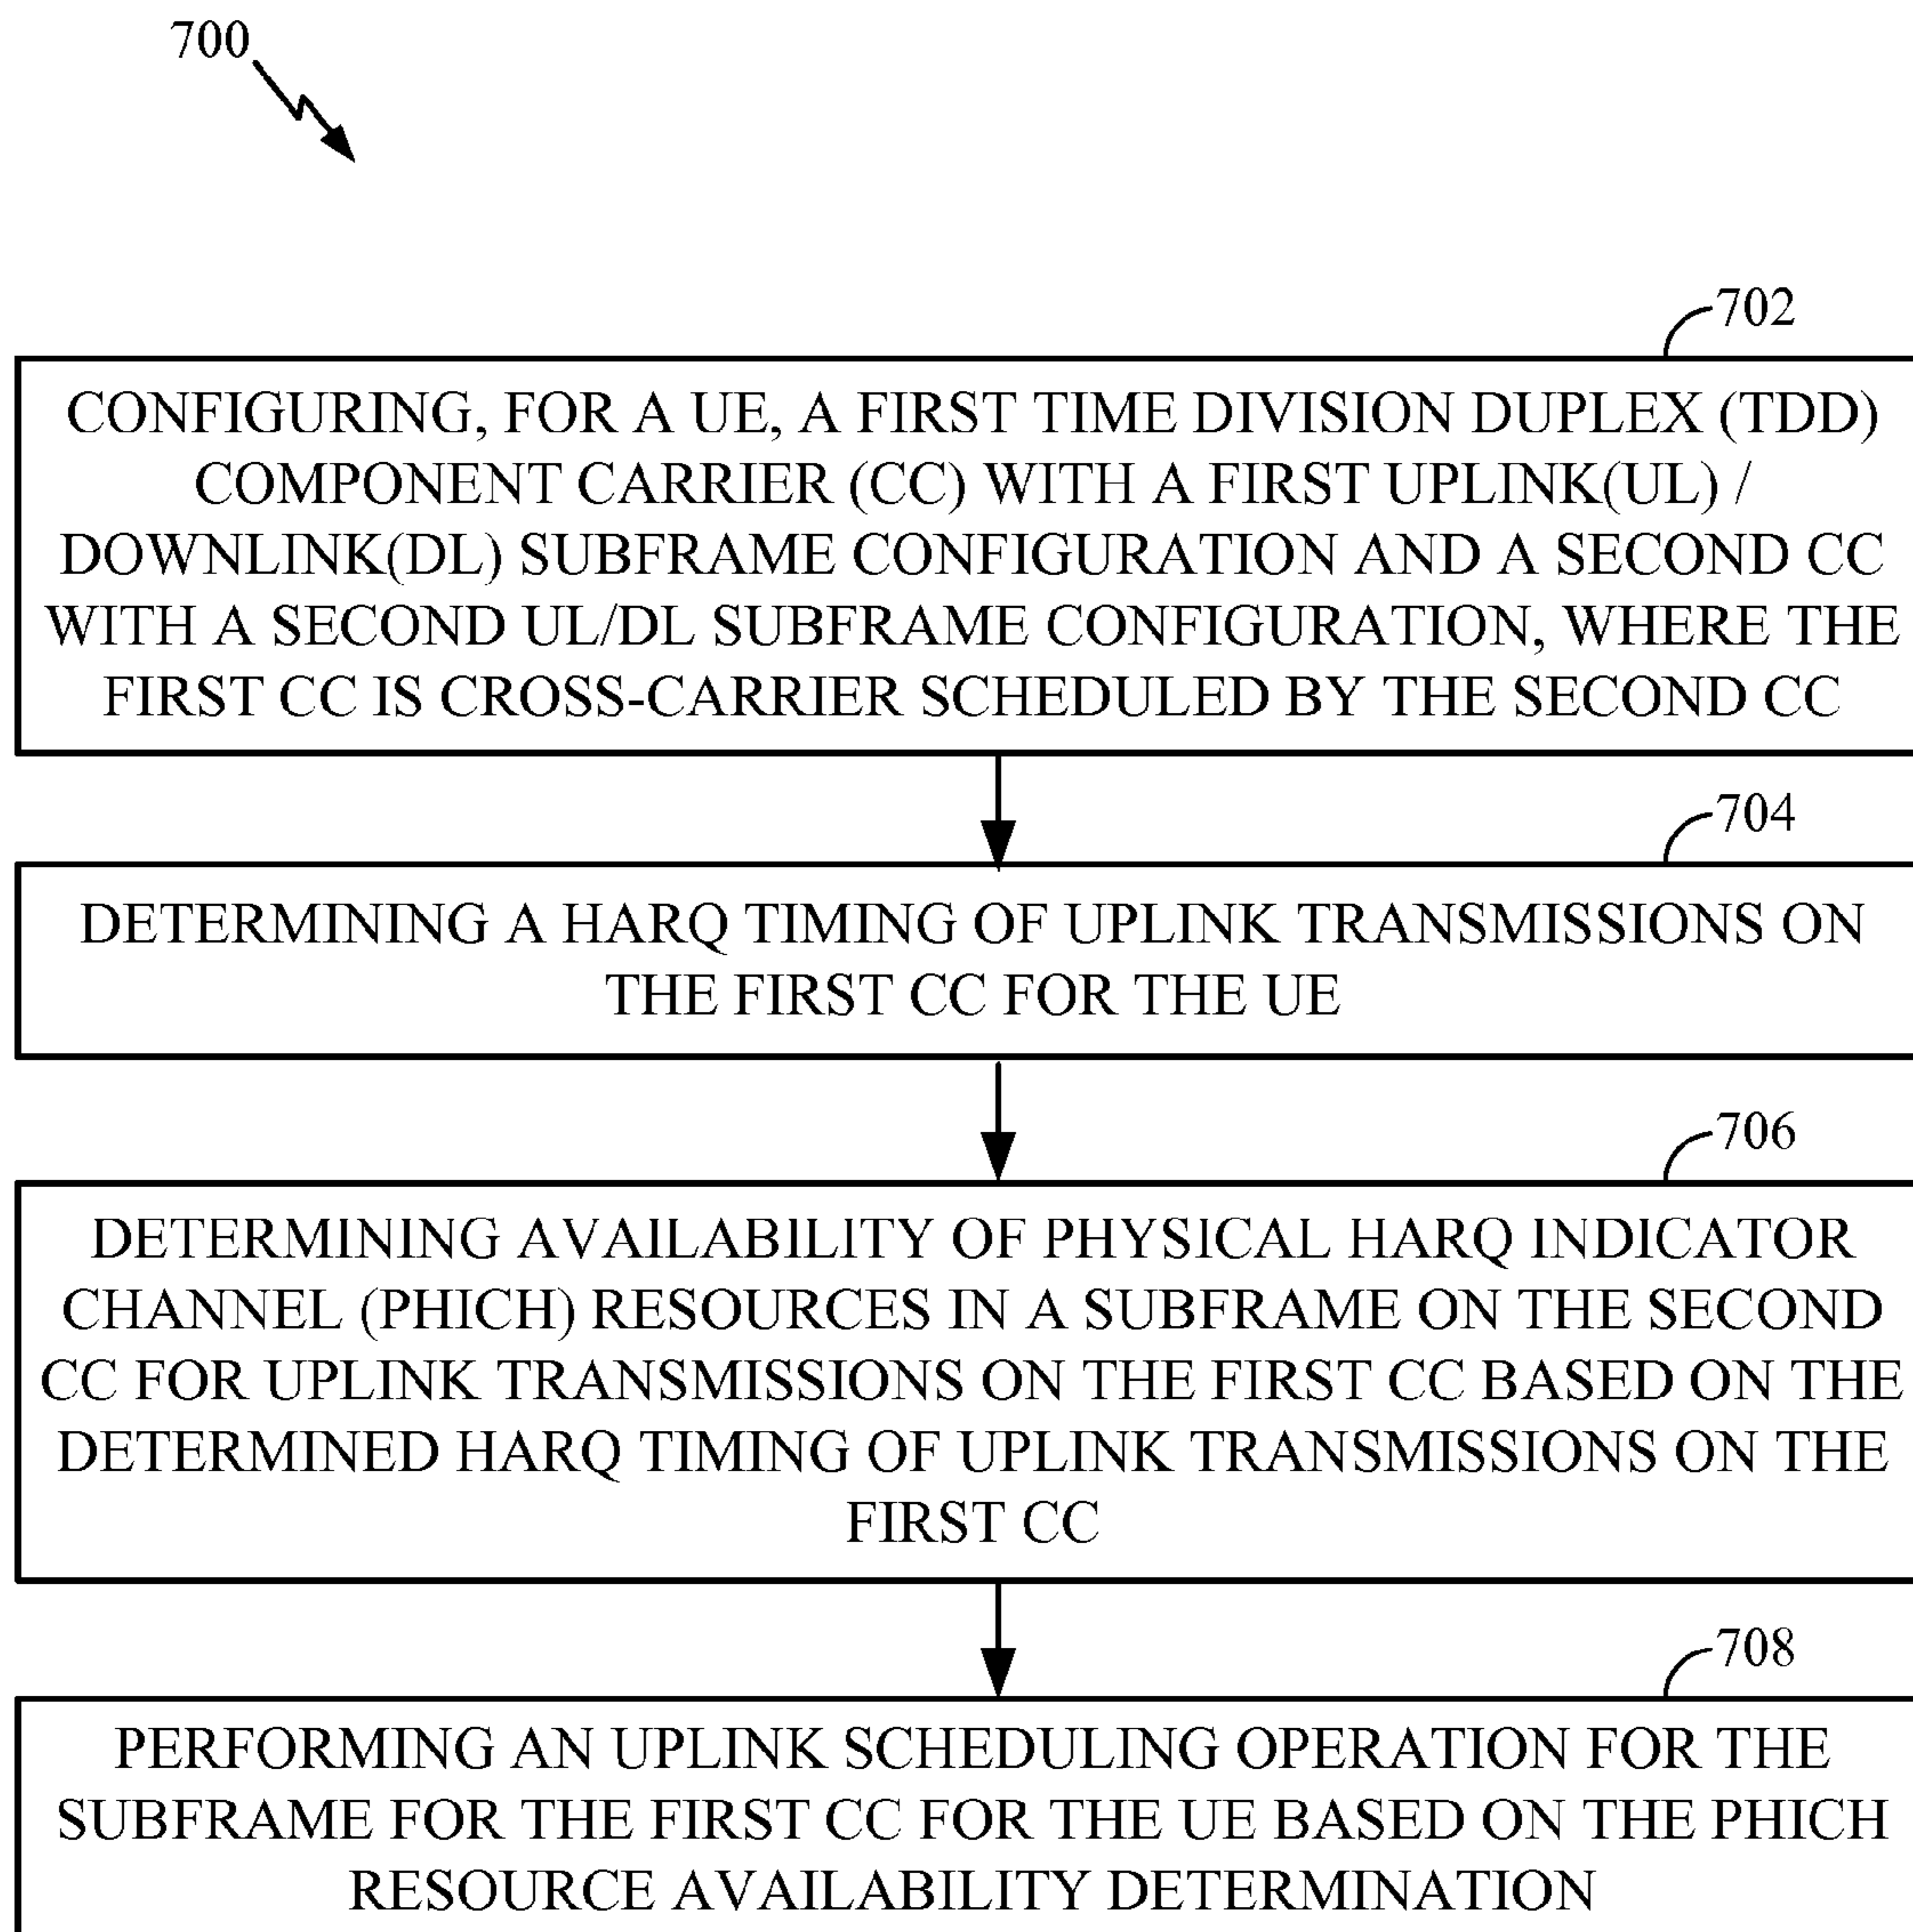 700
702
CONFIGURING, FOR A UE, A FIRST TIME DIVISION DUPLEX (TDD)
COMPONENT CARRIER (CC) WITH A FIRST UPLINK(UL) /
DOWNLINK(DL) SUBFRAME CONFIGURATION AND A SECOND CC
WITH A SECOND UL/DL SUBFRAME CONFIGURATION, WHERE THE
FIRST CC IS CROSS-CARRIER SCHEDULED BY THE SECOND CC
704
DETERMINING A HARQ TIMING OF UPLINK TRANSMISSIONS ON
THE FIRST CC FOR THE UE
706
DETERMINING AVAILABILITY OF PHYSICAL HARQ INDICATOR
CHANNEL (PHICH) RESOURCES IN A SUBFRAME ON THE SECOND
CC FOR UPLINK TRANSMISSIONS ON THE FIRST CC BASED ON THE
DETERMINED HARQ TIMING OF UPLINK TRANSMISSIONS ON THE
FIRST CC
708
PERFORMING AN UPLINK SCHEDULING OPERATION FOR THE
SUBFRAME FOR THE FIRST CC FOR THE UE BASED ON THE PHICH
RESOURCE AVAILABILITY DETERMINATION